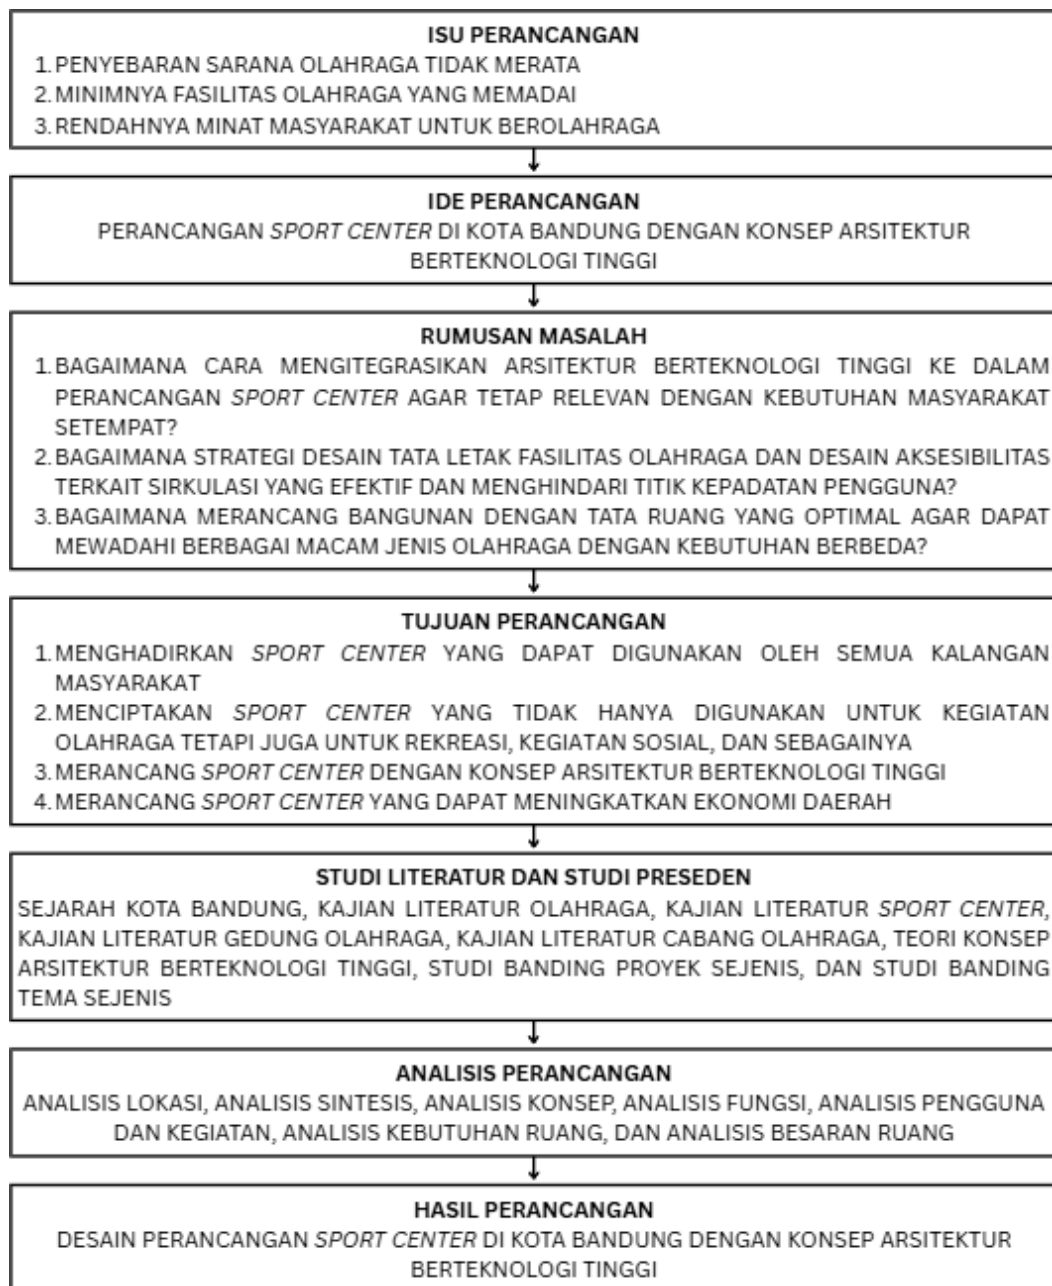 ISU PERANCANGAN
1. PENYEBARAN SARANA OLAHRAGA TIDAK MERATA
2. MINIMNYA FASILITAS OLAHRAGA YANG MEMADAI
3. RENDAHNYA MINAT MASYARAKAT UNTUK BEROLAHRAGA
IDE PERANCANGAN
PERANCANGAN SPORT CENTER DI KOTA BANDUNG DENGAN KONSEP ARSITEKTUR
BERTEKNOLOGI TINGGI
RUMUSAN MASALAH
1. BAGAIMANA CARA MENGITEGRASIKAN ARSITEKTUR BERTEKNOLOGI TINGGI KE DALAM
PERANCANGAN SPORT CENTER AGAR TETAP RELEVAN DENGAN KEBUTUHAN MASYARAKAT
SETEMPAT?
2. BAGAIMANA STRATEGI DESAIN TATA LETAK FASILITAS OLAHRAGA DAN DESAIN AKSESIBILITAS
TERKAIT SIRKULASI YANG EFEKTIF DAN MENGHINDARI TITIK KEPADATAN PENGGUNA?
3. BAGAIMANA MERANCANG BANGUNAN DENGAN TATA RUANG YANG OPTIMAL AGAR DAPAT
MEWADAHI BERBAGAI MACAM JENIS OLAHRAGA DENGAN KEBUTUHAN BERBEDA?
TUJUAN PERANCANGAN
1. MENGHADIRKAN SPORT CENTER YANG DAPAT DIGUNAKAN OLEH SEMUA KALANGAN
MASYARAKAT
2. MENCIPTAKAN SPORT CENTER YANG TIDAK HANYA DIGUNAKAN UNTUK KEGIATAN
OLAHRAGA TETAPI JUGA UNTUK REKREASI, KEGIATAN SOSIAL, DAN SEBAGAINYA
3. MERANCANG SPORT CENTER DENGAN KONSEP ARSITEKTUR BERTEKNOLOGI TINGGI
4. MERANCANG SPORT CENTER YANG DAPAT MENINGKATKAN EKONOMI DAERAH
STUDI LITERATUR DAN STUDI PRESEDEN
SEJARAH KOTA BANDUNG, KAJIAN LITERATUR OLAHRAGA, KAJIAN LITERATUR SPORT CENTER,
KAJIAN LITERATUR GEDUNG OLAHRAGA, KAJIAN LITERATUR CABANG OLAHRAGA, TEORI KONSEP
ARSITEKTUR BERTEKNOLOGI TINGGI, STUDI BANDING PROYEK SEJENIS, DAN STUDI BANDING
TEMA SEJENIS
ANALISIS PERANCANGAN
ANALISIS LOKASI, ANALISIS SINTESIS, ANALISIS KONSEP, ANALISIS FUNGSI, ANALISIS PENGGUNA
DAN KEGIATAN, ANALISIS KEBUTUHAN RUANG, DAN ANALISIS BESARAN RUANG
HASIL PERANCANGAN
DESAIN PERANCANGAN SPORT CENTER DI KOTA BANDUNG DENGAN KONSEP ARSITEKTUR
BERTEKNOLOGI TINGGI